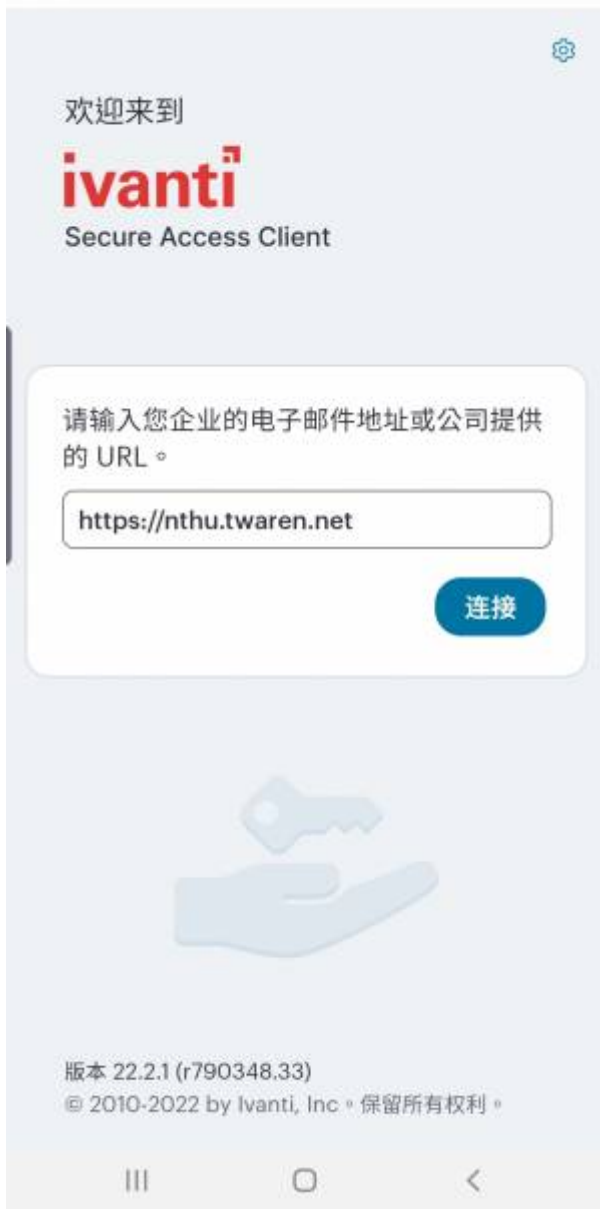 欢迎来到
ivanti
Secure Access Client
请输入您企业的电子邮件地址或公司提供
的 URL。
https://nthu.twaren.net
连接
版本 22.2.1 (r790348.33)
© 2010-2022 by Ivanti, Inc。保留所有权利。